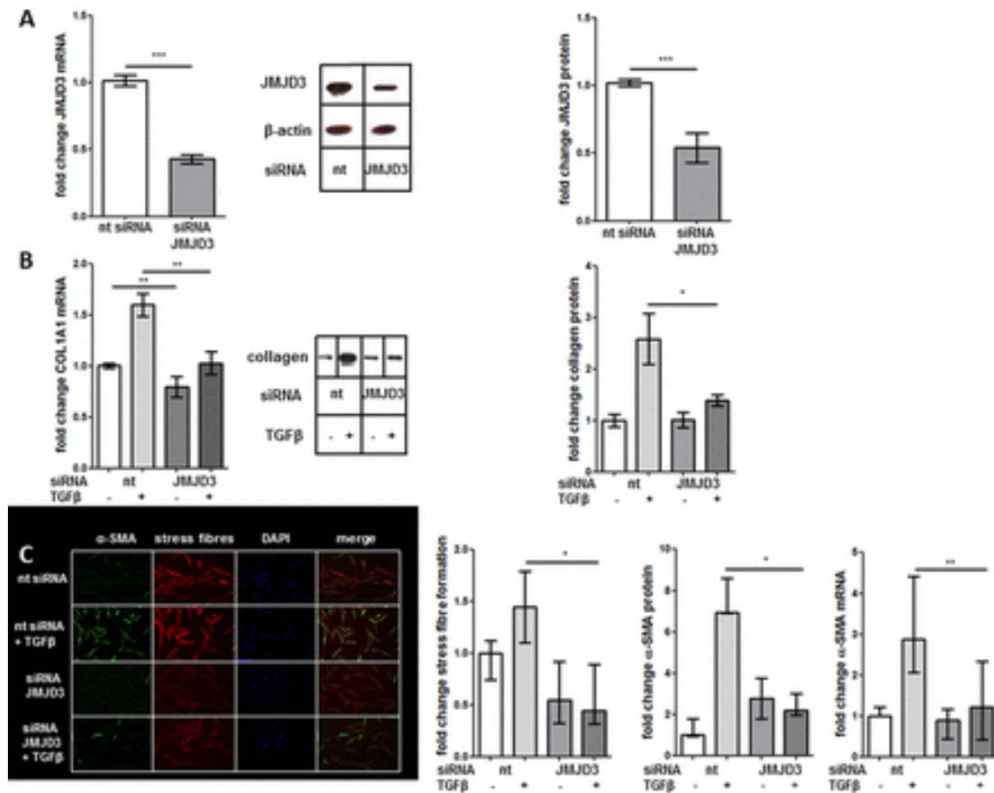 A
fold change JMJD3 mRNA
1.5
1.0
0.5
0.0
***
nt siRNA
siRNA
JMJD3
JMJD3
β-actin
siRNA
nt
JMJD3
fold change JMJD3 protein
1.5
1.0
0.5
0.0
***
nt siRNA
siRNA
JMJD3
B
fold change COL1A1 mRNA
2.0
1.5
1.0
0.5
0.0
**
**
siRNA nt JMJD3
TGFβ - + - +
collagen
siRNA nt JMJD3
TGFβ - + - +
fold change collagen protein
4
3
2
1
0
*
siRNA nt JMJD3
TGFβ - + - +
C
α-SMA stress fibres DAPI merge
nt siRNA
nt siRNA
+ TGFβ
siRNA
JMJD3
siRNA
JMJD3
+ TGFβ
fold change stress fibre formation
2.0
1.5
1.0
0.5
0.0
*
siRNA nt JMJD3
TGFβ - + - +
fold change α-SMA protein
10
8
6
4
2
0
*
siRNA nt JMJD3
TGFβ - + - +
fold change α-SMA mRNA
5
4
3
2
1
0
**
siRNA nt JMJD3
TGFβ - + - +